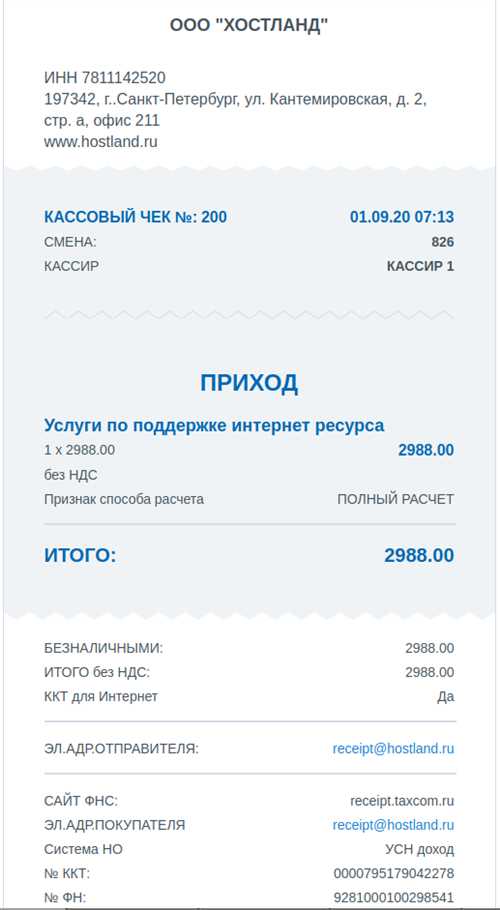 ООО "ХОСТЛАНД"
ИНН 7811142520
197342, г..Санкт-Петербург, ул. Кантемировская, д. 2,
стр. а, офис 211
www.hostland.ru
КАССОВЫЙ ЧЕК №: 200 01.09.20 07:13
СМЕНА: 826
КАССИР КАССИР 1
ПРИХОД
Услуги по поддержке интернет ресурса
1 x 2988.00 2988.00
без НДС
Признак способа расчета ПОЛНЫЙ РАСЧЕТ
ИТОГО: 2988.00
БЕЗНАЛИЧНЫМИ: 2988.00
ИТОГО без НДС: 2988.00
ККТ для Интернет Да
ЭЛ.АДР.ОТПРАВИТЕЛЯ: receipt@hostland.ru
САЙТ ФНС: receipt.taxcom.ru
ЭЛ.АДР.ПОКУПАТЕЛЯ receipt@hostland.ru
Система НО УСН доход
№ ККТ: 0000795179042278
№ ФН: 9281000100298541